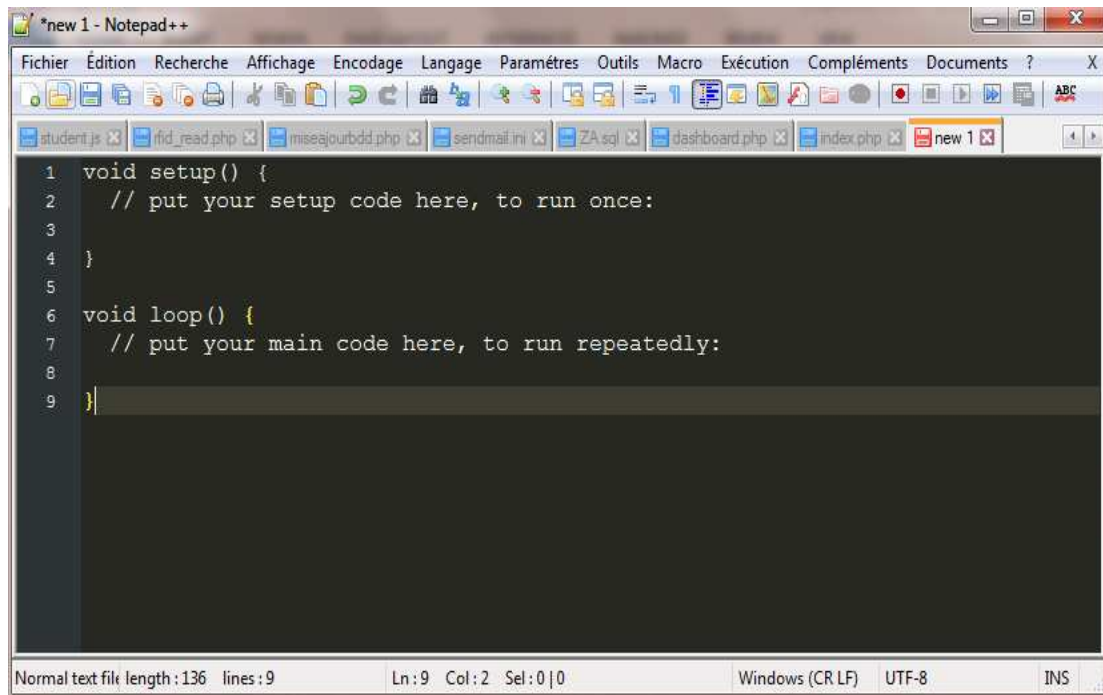 *new 1 - Notepad++
Fichier Édition Recherche Affichage Encodage Langage Paramétres Outils Macro Exécution Compléments Documents ? X
ABC
student.js rfid_read.php miseajourbdd.php sendmail.ini ZA.sql dashboard.php index.php new 1
1 void setup() {
2 // put your setup code here, to run once:
3
4 }
5
6 void loop() {
7 // put your main code here, to run repeatedly:
8
9 }
Normal text file length : 136 lines : 9 Ln : 9 Col : 2 Sel : 0 | 0 Windows (CR LF) UTF-8 INS